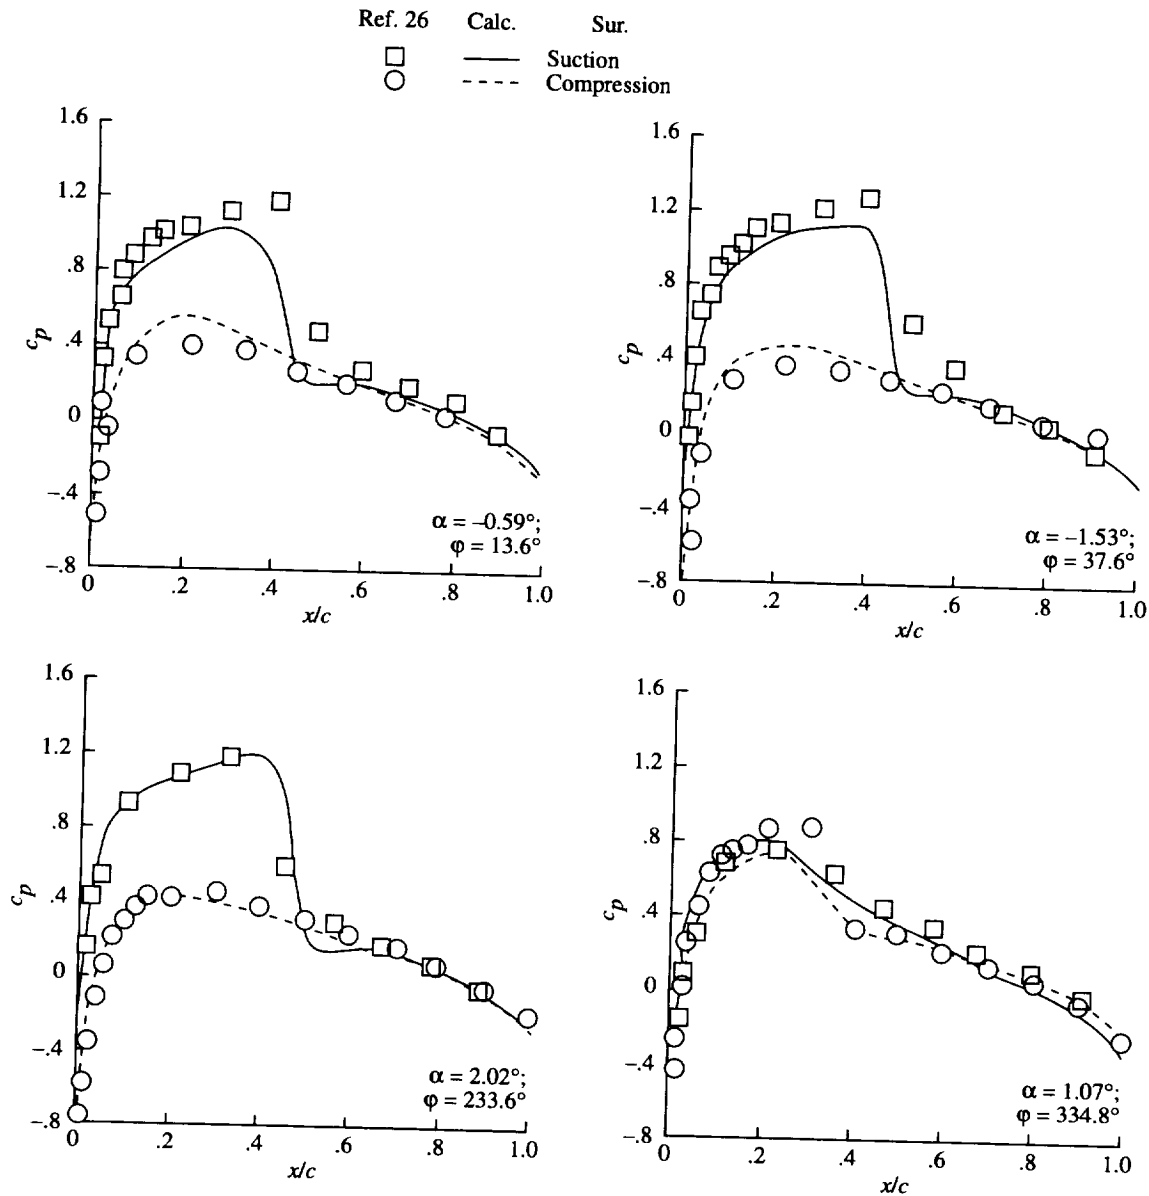 Ref. 26 Calc. Sur.
Suction
Compression
1.6
1.2
.8
.4
0
–.4
–.8
cp
0 .2 .4 .6 .8 1.0
x/c
α = –0.59°;
φ = 13.6°
1.6
1.2
.8
.4
0
–.4
–.8
cp
0 .2 .4 .6 .8 1.0
x/c
α = –1.53°;
φ = 37.6°
1.6
1.2
.8
.4
0
–.4
–.8
cp
0 .2 .4 .6 .8 1.0
x/c
α = 2.02°;
φ = 233.6°
1.6
1.2
.8
.4
0
–.4
–.8
cp
0 .2 .4 .6 .8 1.0
x/c
α = 1.07°;
φ = 334.8°